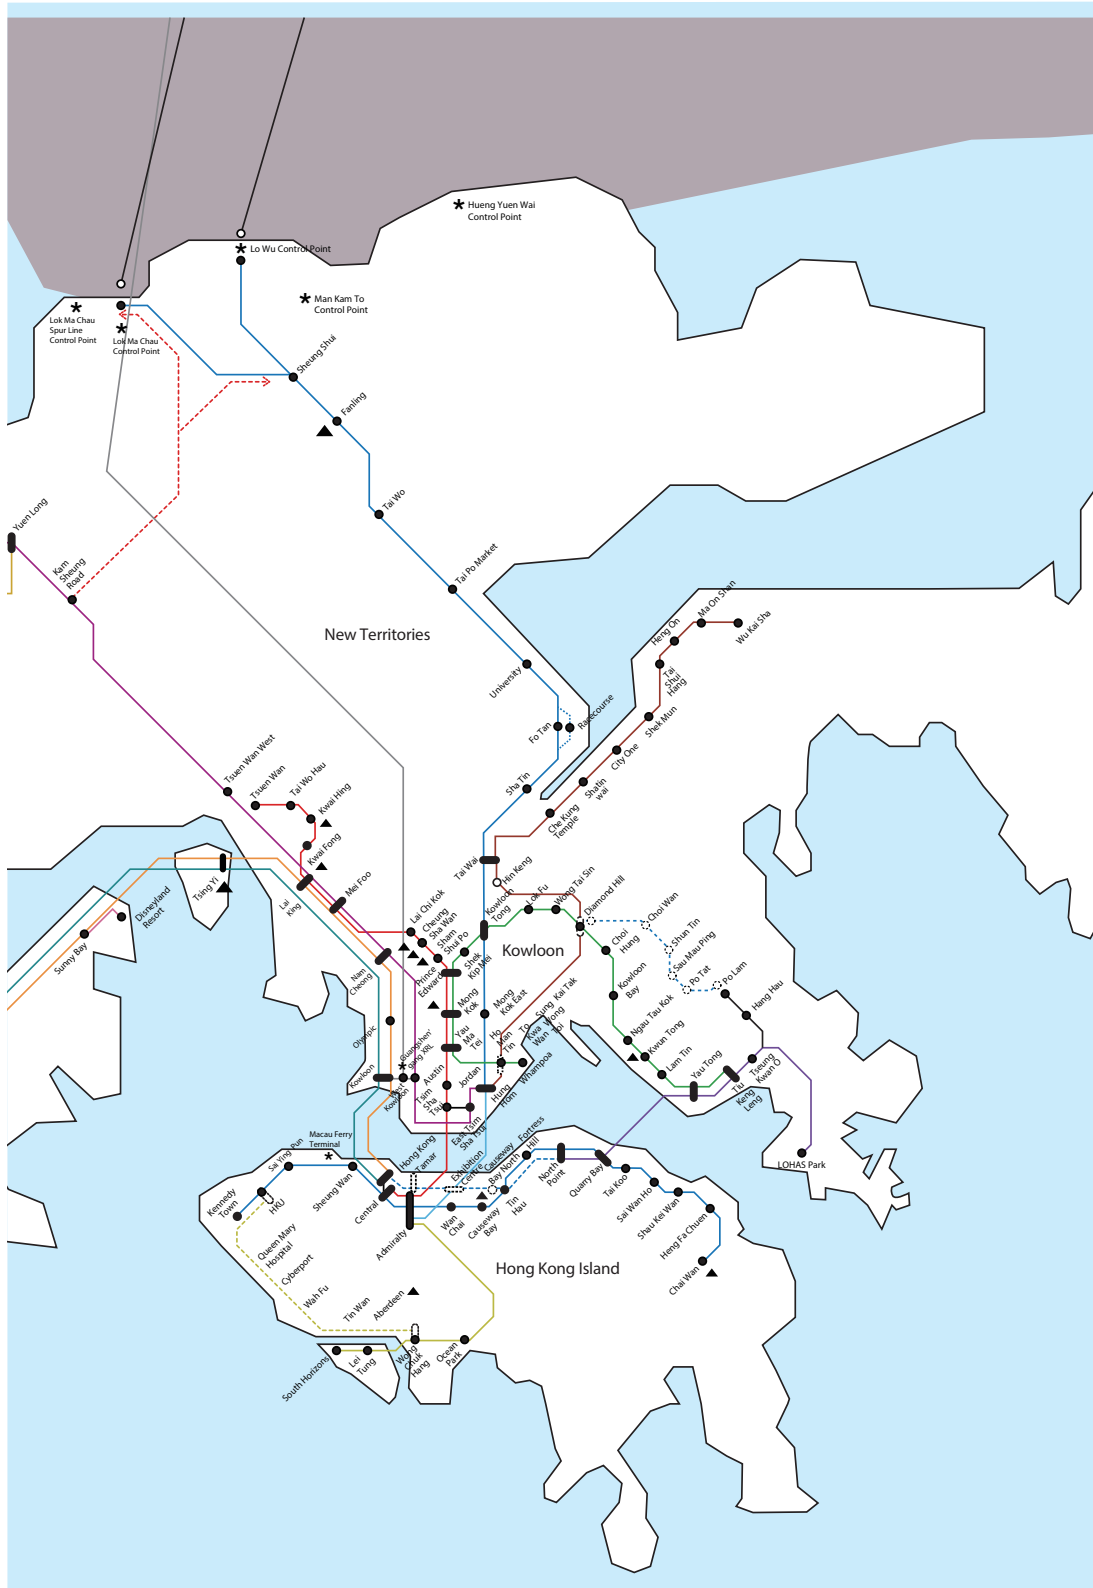 Hueng Yuen Wai
Control Point
Lo Wu Control Point
Man Kam To
Control Point
Lok Ma Chau
Spur Line
Control Point
Lok Ma Chau
Control Point
Sheung Shui
Fanling
Tai Wo
Yuen Long
Kam
Sheung
Road
Tai Po Market
New Territories
University
Ma On Shan
Wu Kai Sha
Heng On
Tai
Shui
Hang
Shek Mun
City One
Shatin
wai
Che Kung
Temple
Racecourse
Fo Tan
Sha Tin
Tai Wai
Hin Keng
Tsuen Wan West
Tsuen Wan
Tai Wo Hau
Kwai Hing
Kwai Fong
Lai
King
Mei Foo
Tsing Yi
Disneyland
Resort
Sunny Bay
Lai Chi Kok
Cheung
Sha Wan
Sham
Shui Po
Shek
Kip Mei
Kowloon
Tong
Lok Fu
Wong Tai Sin
Diamond Hill
Kowloon
Choi
Hung
Choi Wan
Shun Tin
Sau Mau Ping
Po Tat
Po Lam
Hang Hau
Kowloon
Bay
Ngau Tau Kok
Kwun Tong
Lam Tin
Yau Tong
Tiu
Keng
Leng
Tseung
Kwan O
LOHAS Park
Nam
Cheong
Prince
Edward
Mong
Kok
Mong
Kok East
Yau
Ma
Tei
Ho
Man
Tin
To
Kwa
Wan
Sung
Wong
Toi
Kai Tak
Whampoa
Olympic
Kowloon
Guangshen'
gang XRL
West
Kowloon
Austin
Jordan
Tsim
Sha
Tsui
East Tsim
Sha Tsui
Hung
Hom
Macau Ferry
Terminal
Sai Ying Pun
Kennedy
Town
HKU
Sheung Wan
Hong Kong
Central
Tamar
Admiralty
Exhibition
Centre
Wan
Chai
Causeway
Bay North
Causeway
Bay
Tin
Hau
Fortress
Hill
North
Point
Quarry Bay
Tai Koo
Sai Wan Ho
Shau Kei Wan
Heng Fa Chuen
Chai Wan
Hong Kong Island
Queen Mary
Hospital
Cyberport
Wah Fu
Tin Wan
Aberdeen
Wong
Chuk
Hang
Ocean
Park
Lei
Tung
South Horizons